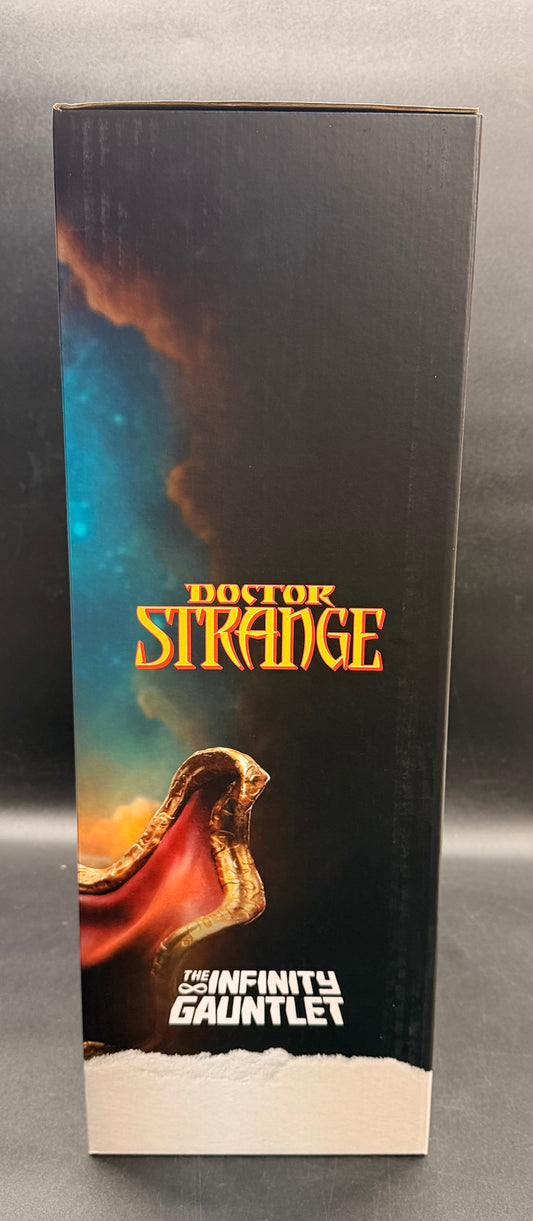 DOCTOR
STRANGE
THE INFINITY
GAUNTLET